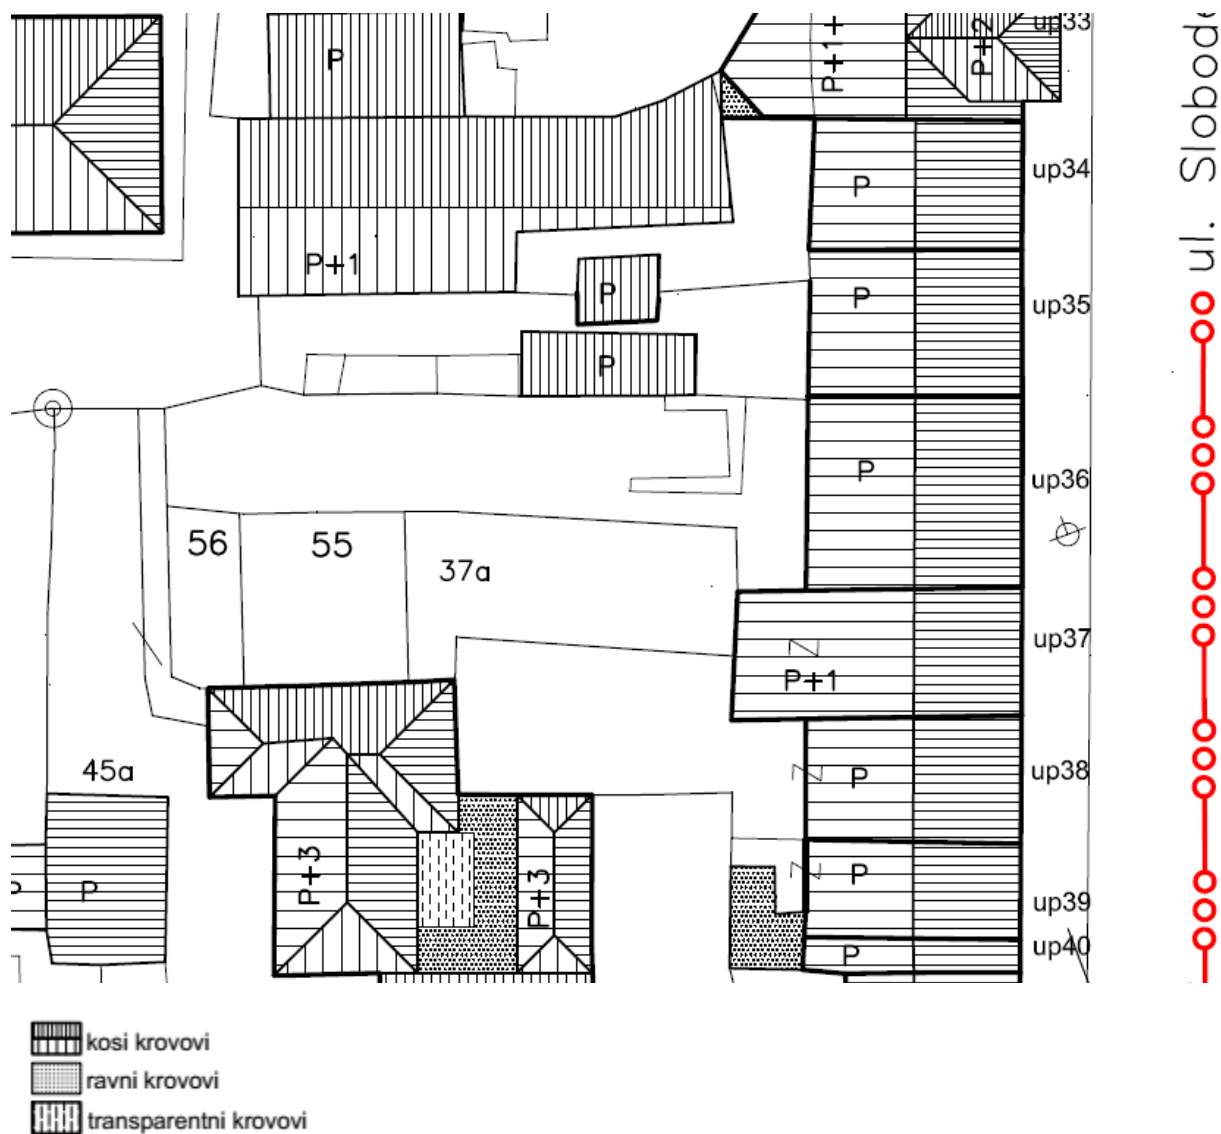 P
P+1+
P+2
up33
ul. Slobod
P
up34
P+1
P
P
up35
P
P
up36
56
55
37a
up37
P+1
45a
P
up38
P+3
P+3
P
P
P
up39
P
up40
kosi krovovi
ravni krovovi
transparentni krovovi